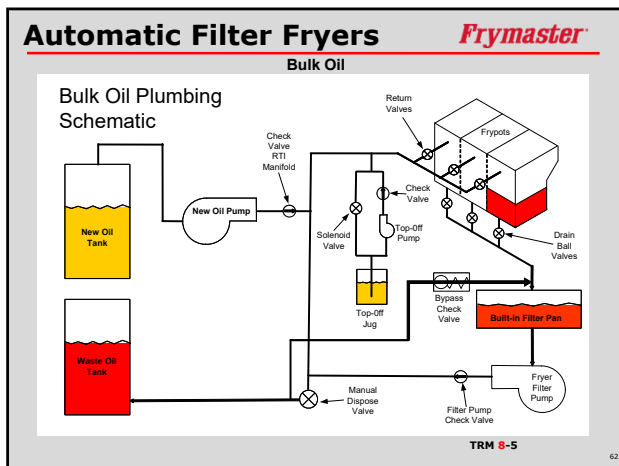 Automatic Filter Fryers
Frymaster
Bulk Oil
Bulk Oil Plumbing
Schematic
Return
Valves
Frypots
Check
Valve
RTI
Manifold
New Oil Pump
New Oil
Tank
Check
Valve
Solenoid
Valve
Top-0ff
Pump
Drain
Ball
Valves
Top-0ff
Jug
Bypass
Check
Valve
Built-in Filter Pan
Waste Oil
Tank
Manual
Dispose
Valve
Filter Pump
Check Valve
Fryer
Filter
Pump
TRM 8-5
62